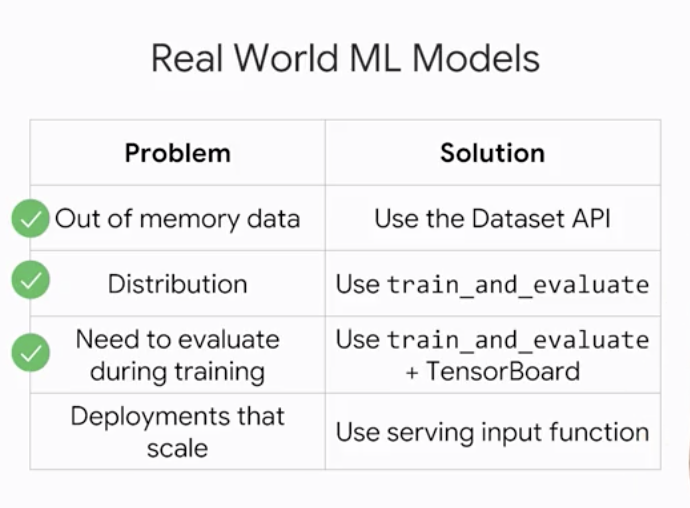 Real World ML Models
Problem
Solution
Out of memory data
Use the Dataset API
Distribution
Use train_and_evaluate
Need to evaluate
during training
Use train_and_evaluate
+ TensorBoard
Deployments that
scale
Use serving input function